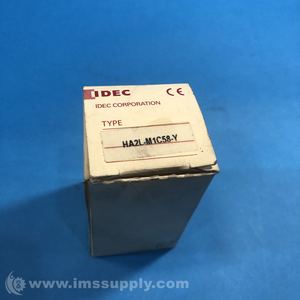 IDEC CE
IDEC CORPORATION
TYPE
HA2L-M1C58-Y
www.imssupply.com